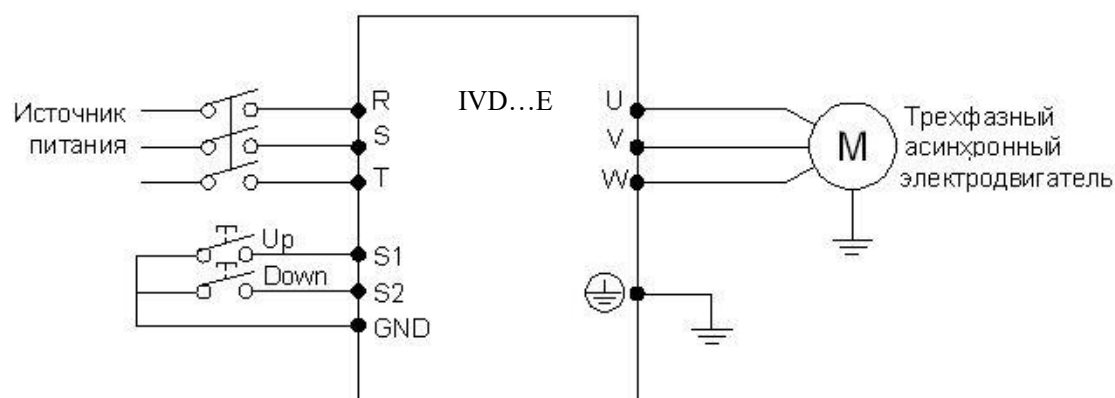 Источник
питания
R
S
T
IVD...E
U
V
W
M
Трехфазный
асинхронный
электродвигатель
Up
S1
Down
S2
GND